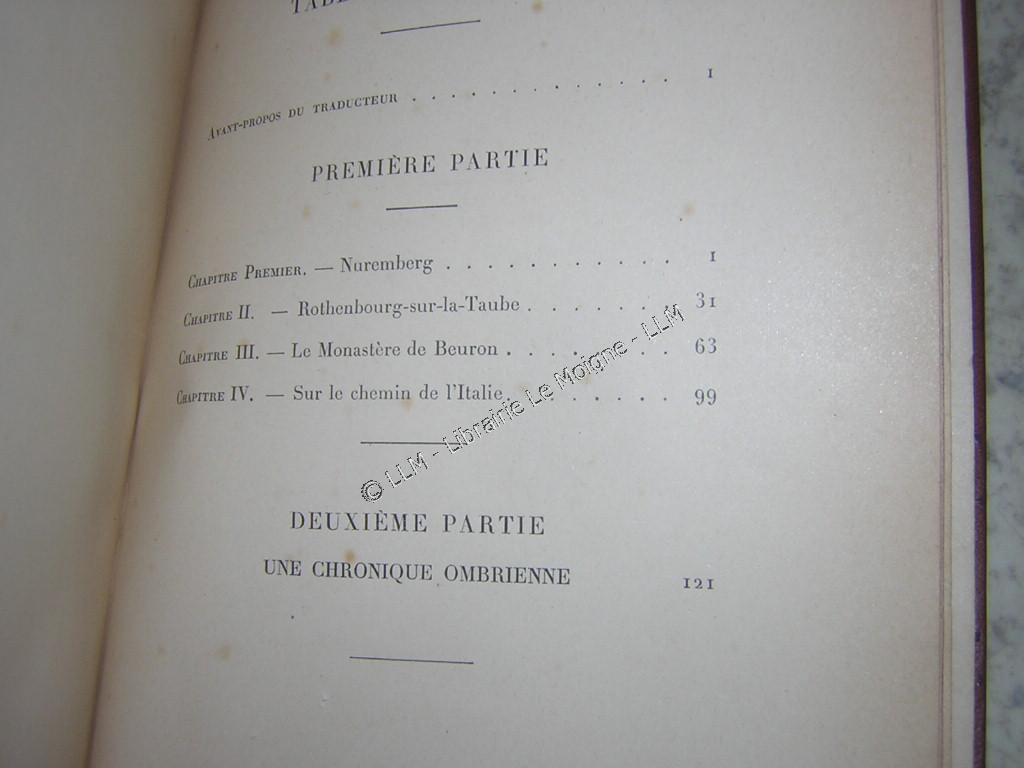 AVANT-PROPOS DU TRADUCTEUR . . . . . . . . . . . . . I
PREMIÈRE PARTIE
CHAPITRE PREMIER. — Nuremberg . . . . . . . . . . . 1
CHAPITRE II. — Rothenbourg-sur-la-Taube . . . . . . . 31
CHAPITRE III. — Le Monastère de Beuron . . . . . . . . 63
CHAPITRE IV. — Sur le chemin de l'Italie . . . . . . . . 99
© LLM - Librairie Le Moigne - LLM
DEUXIÈME PARTIE
UNE CHRONIQUE OMBRIENNE 121